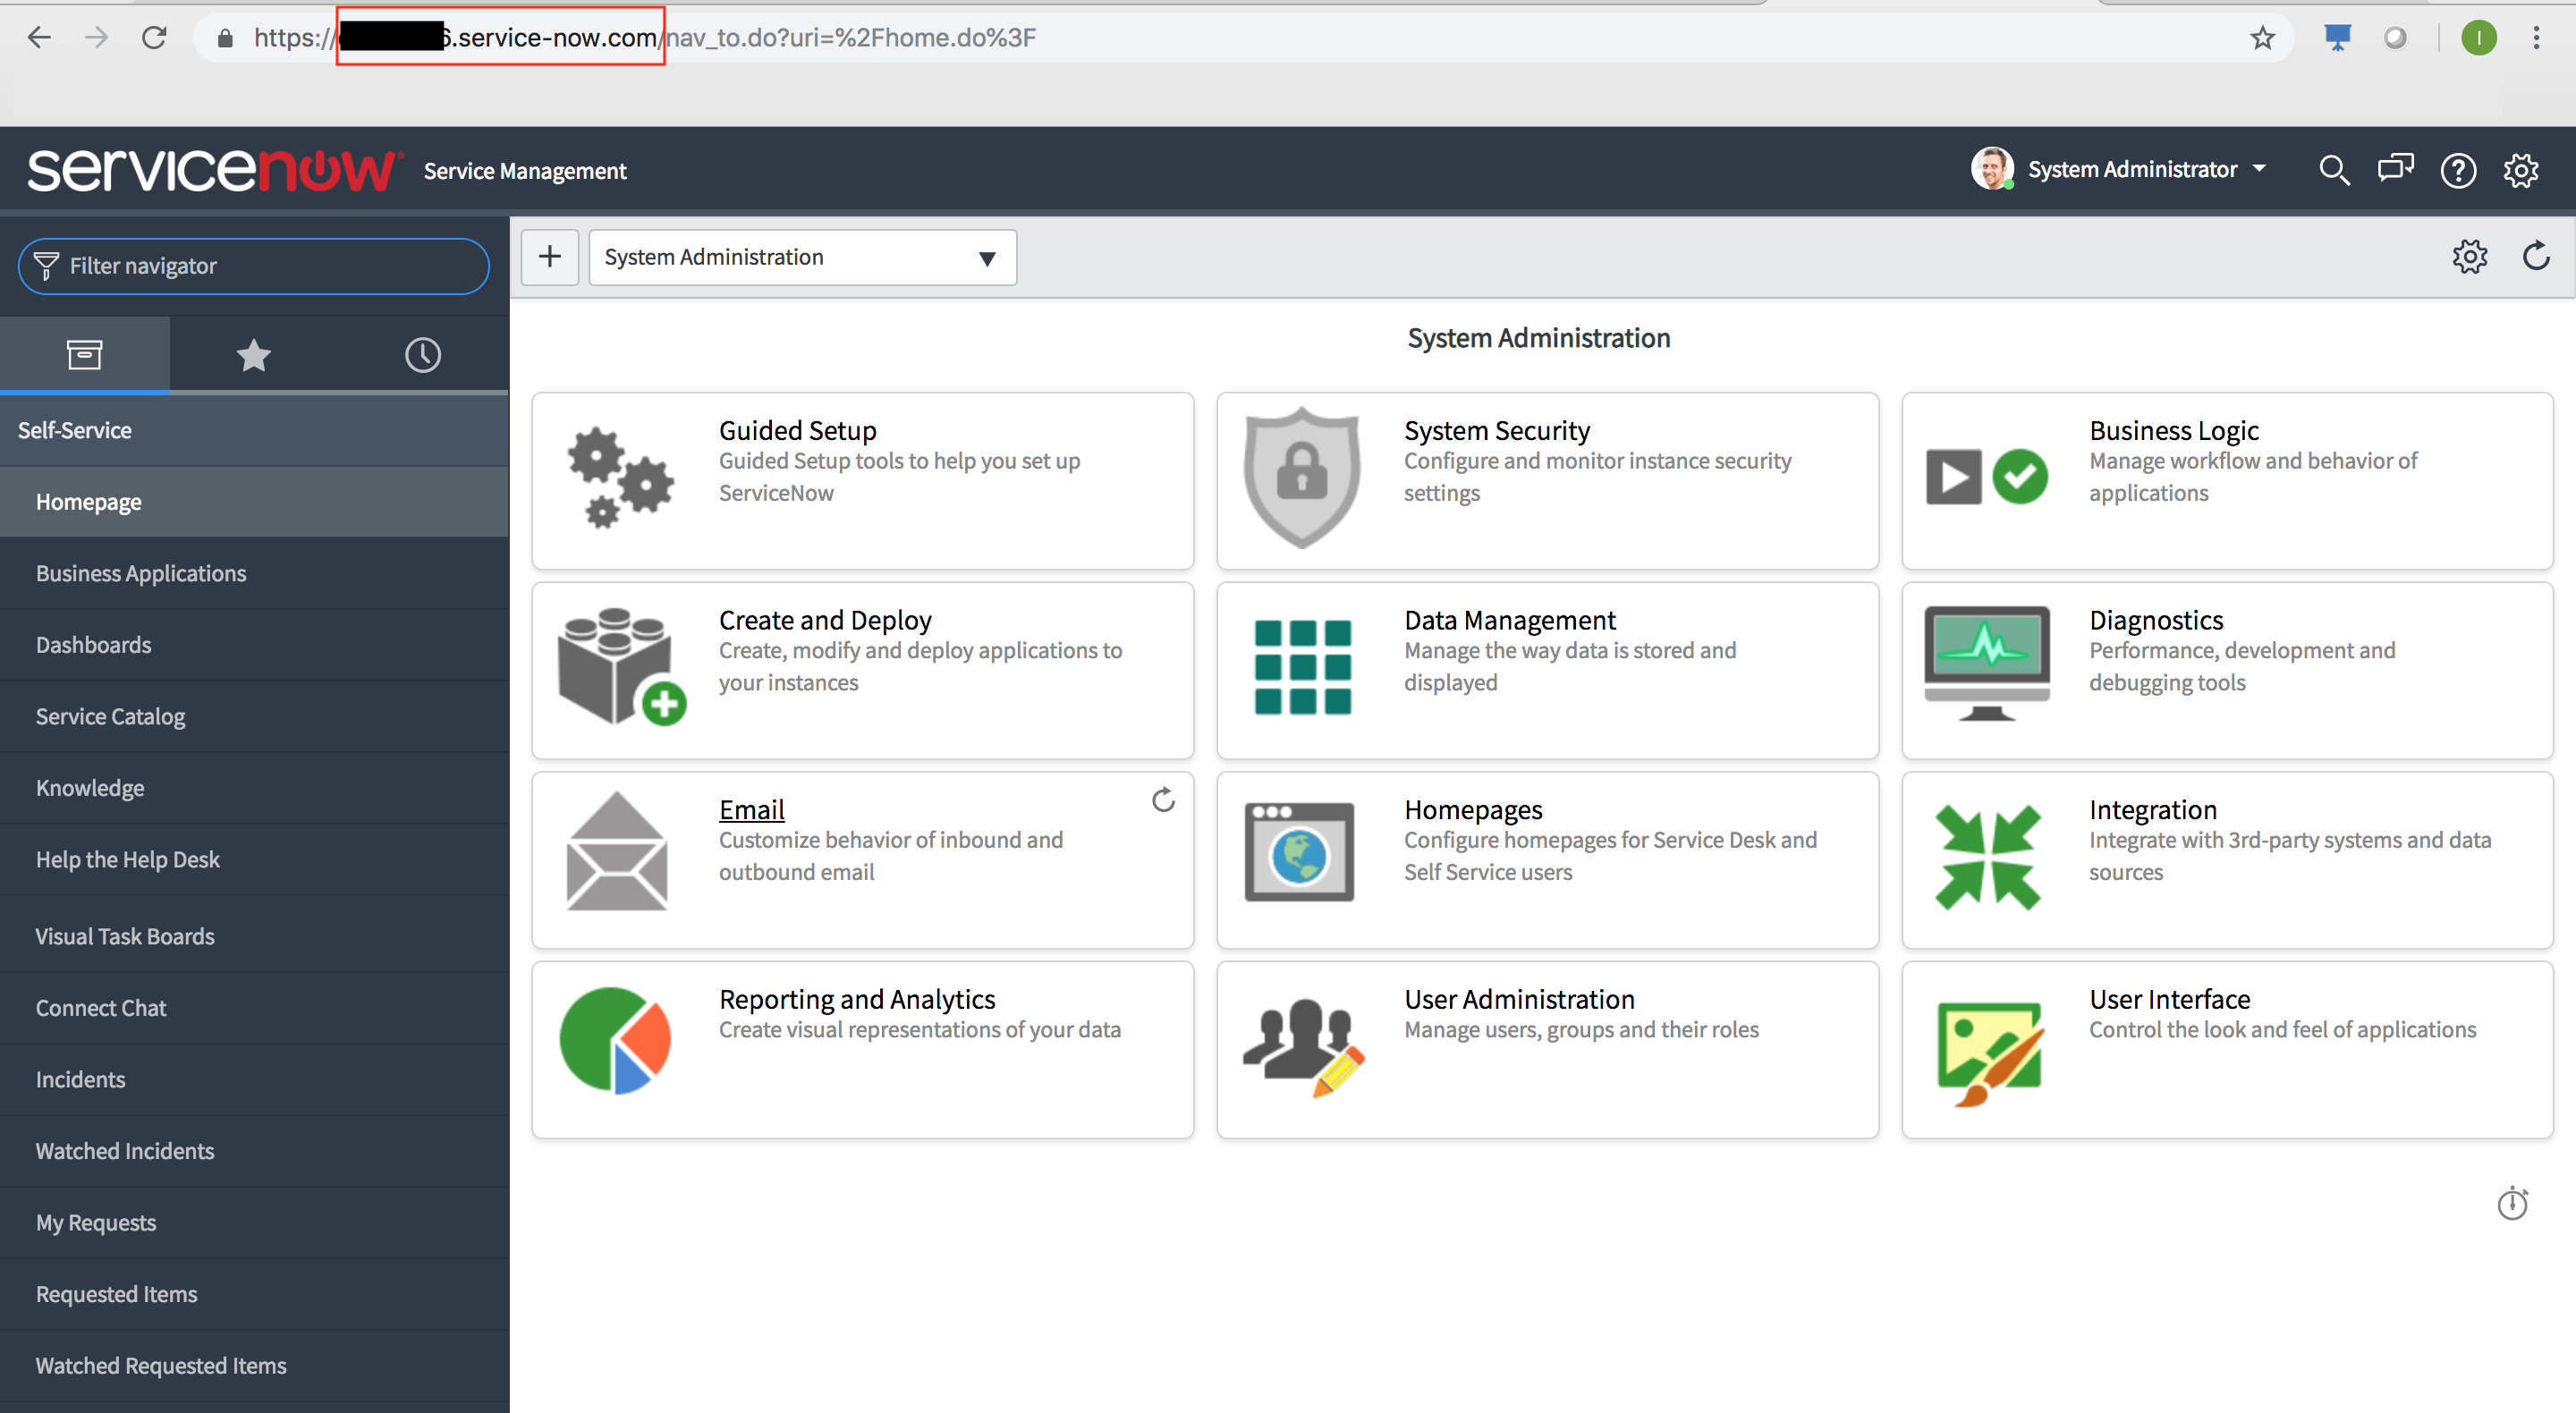 https:// 6.service-now.com/nav_to.do?uri=%2Fhome.do%3F
I
servicenow Service Management
System Administrator
Filter navigator
System Administration
Self-Service
Homepage
Business Applications
Dashboards
Service Catalog
Knowledge
Help the Help Desk
Visual Task Boards
Connect Chat
Incidents
Watched Incidents
My Requests
Requested Items
Watched Requested Items
System Administration
Guided Setup
Guided Setup tools to help you set up
ServiceNow
System Security
Configure and monitor instance security
settings
Business Logic
Manage workflow and behavior of
applications
Create and Deploy
Create, modify and deploy applications to
your instances
Data Management
Manage the way data is stored and
displayed
Diagnostics
Performance, development and
debugging tools
Email
Customize behavior of inbound and
outbound email
Homepages
Configure homepages for Service Desk and
Self Service users
Integration
Integrate with 3rd-party systems and data
sources
Reporting and Analytics
Create visual representations of your data
User Administration
Manage users, groups and their roles
User Interface
Control the look and feel of applications